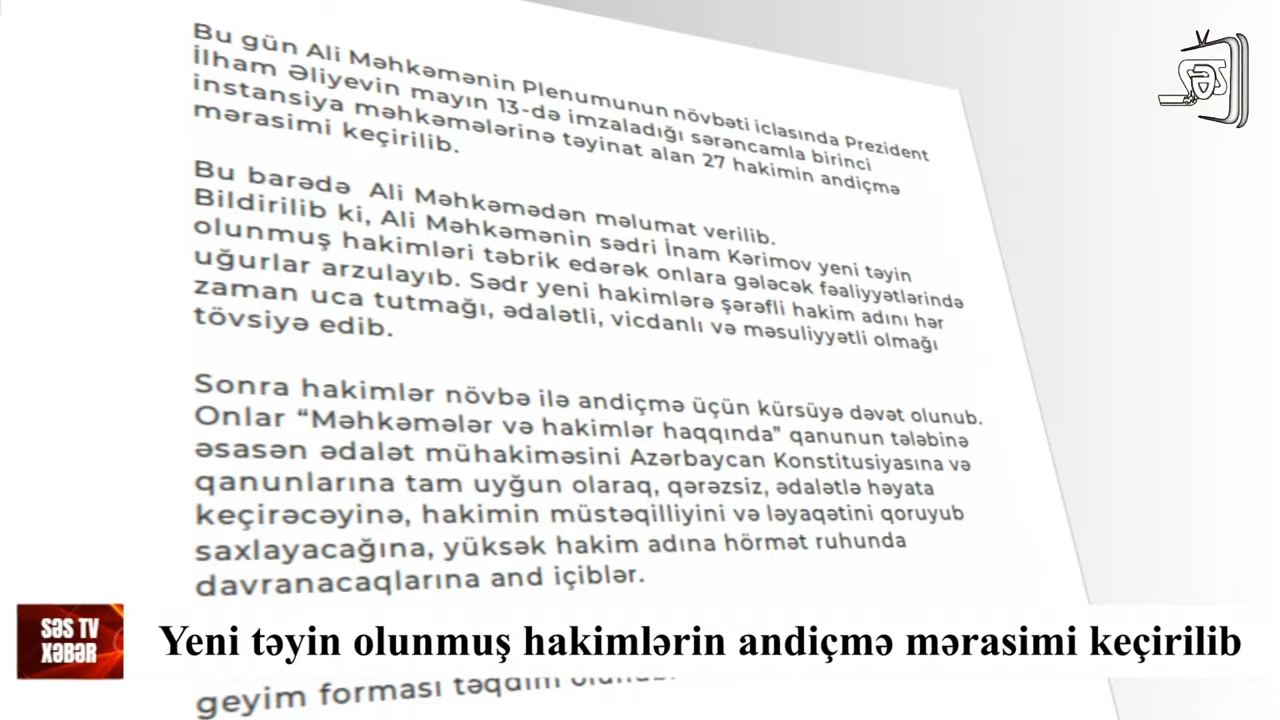 SƏS
Bu gün Ali Məhkəmənin Plenumunun növbəti iclasında Prezident
İlham Əliyevin mayın 13-də imzaladığı sərəncamla birinci
instansiya məhkəmələrinə təyinat alan 27 hakimin andiçmə
mərasimi keçirilib.
Bu barədə Ali Məhkəmədən məlumat verilib.
Bildirilib ki, Ali Məhkəmənin sədri İnam Kərimov yeni təyin
olunmuş hakimləri təbrik edərək onlara gələcək fəaliyyətlərində
uğurlar arzulayıb. Sədr yeni hakimlərə şərəfli hakim adını hər
zaman uca tutmağı, ədalətli, vicdanlı və məsuliyyətli olmağı
tövsiyə edib.
Sonra hakimlər növbə ilə andiçmə üçün kürsüyə dəvət olunub.
Onlar “Məhkəmələr və hakimlər haqqında” qanunun tələbinə
əsasən ədalət mühakiməsini Azərbaycan Konstitusiyasına və
qanunlarına tam uyğun olaraq, qərəzsiz, ədalətlə həyata
keçirəcəyinə, hakimin müstəqilliyini və ləyaqətini qoruyub
saxlayacağına, yüksək hakim adına hörmət ruhunda
davranacaqlarına and içiblər.
SƏS TV
XƏBƏR
Yeni təyin olunmuş hakimlərin andiçmə mərasimi keçirilib
geyim forması təqdim olunub.